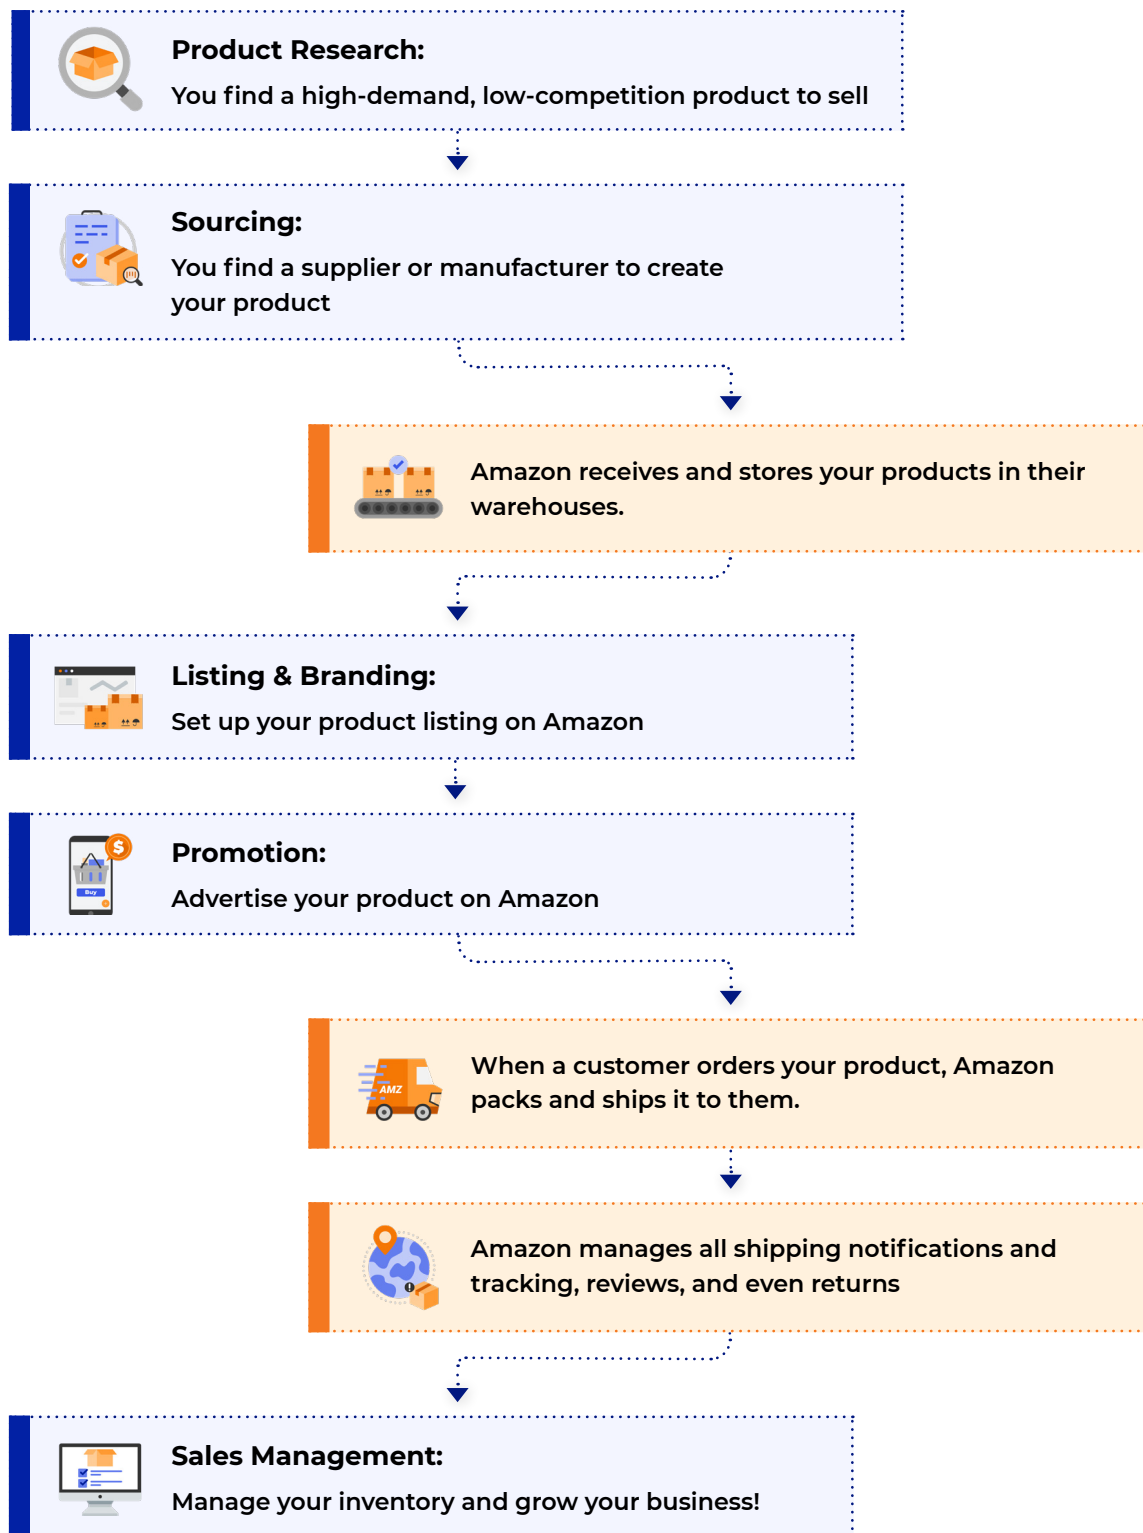 Product Research:
You find a high-demand, low-competition product to sell
Sourcing:
You find a supplier or manufacturer to create
your product
Amazon receives and stores your products in their
warehouses.
Listing & Branding:
Set up your product listing on Amazon
$
Buy
Promotion:
Advertise your product on Amazon
AMZ
When a customer orders your product, Amazon
packs and ships it to them.
Amazon manages all shipping notifications and
tracking, reviews, and even returns
Sales Management:
Manage your inventory and grow your business!